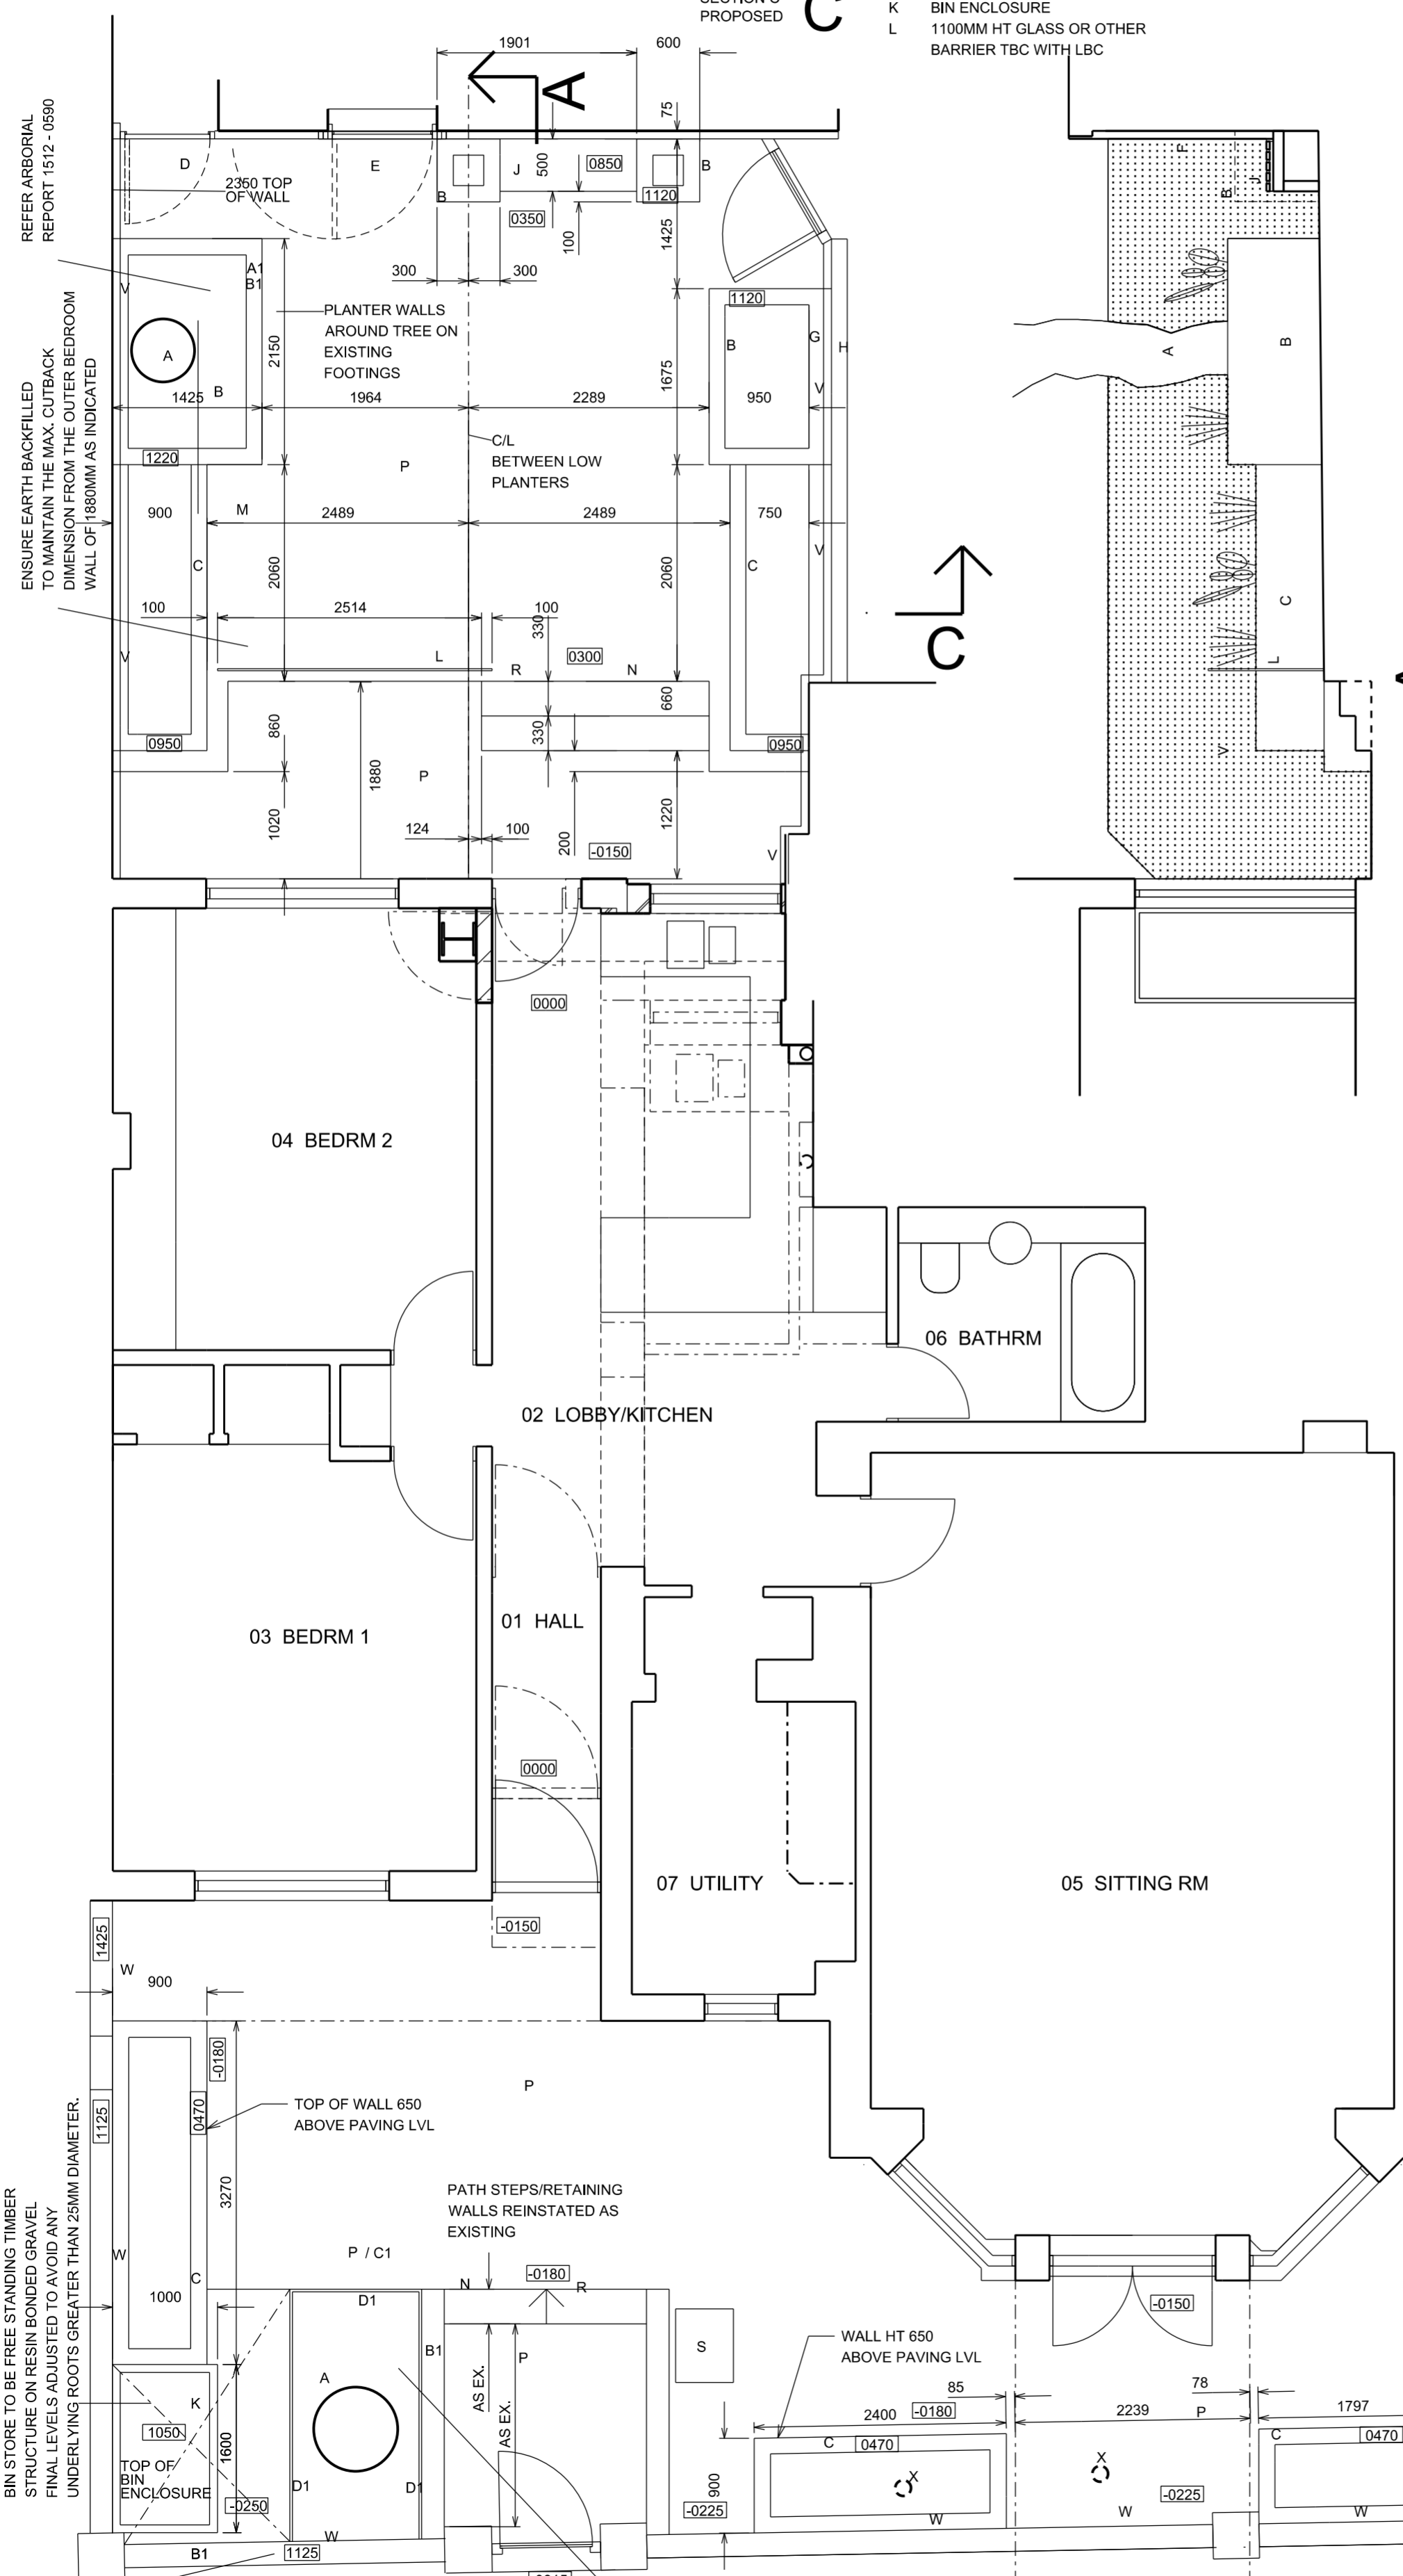 SECTION C
PROPOSED
C
K BIN ENCLOSURE
L 1100MM HT GLASS OR OTHER
BARRIER TBC WITH LBC
1901
600
A
75
REFER ARBORIAL
REPORT 1512 - 0590
D
E
J
500
0850
B
2350 TOP
OF WALL
B
1120
0350
100
1425
F
J
B
300
300
A1
B1
V
1120
PLANTER WALLS
AROUND TREE ON
EXISTING
FOOTINGS
2150
A
B
B
G
H
1675
V
A
B
1425
1964
2289
950
C/L
BETWEEN LOW
PLANTERS
1220
P
ENSURE EARTH BACKFILLED
TO MAINTAIN THE MAX. CUTBACK
DIMENSION FROM THE OUTER BEDROOM
WALL OF 1880MM AS INDICATED
900
M
2489
2489
750
V
C
2060
2060
C
C
C
100
2514
100
330
V
L
R
0300
N
L
660
0950
860
330
0950
V
1880
P
1020
124
100
200
1220
-0150
V
0000
04 BEDRM 2
06 BATHRM
02 LOBBY/KITCHEN
01 HALL
03 BEDRM 1
0000
07 UTILITY
05 SITTING RM
-0150
1425
W
900
-0180
P
0470
1125
TOP OF WALL 650
ABOVE PAVING LVL
3270
PATH STEPS/RETAINING
WALLS REINSTATED AS
EXISTING
W
P / C1
C
1000
N
-0180
R
D1
-0150
BIN STORE TO BE FREE STANDING TIMBER
STRUCTURE ON RESIN BONDED GRAVEL
FINAL LEVELS ADJUSTED TO AVOID ANY
UNDERLYING ROOTS GREATER THAN 25MM DIAMETER.
B1
P
S
WALL HT 650
ABOVE PAVING LVL
A
AS EX.
AS EX.
85
78
K
2400
-0180
2239
P
1797
1050
1600
C
0470
C
0470
TOP OF
BIN
ENCLOSURE
D1
D1
900
X
X
-0250
-0225
-0225
W
W
W
W
B1
1125